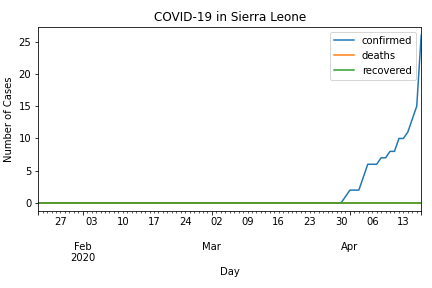 COVID-19 in Sierra Leone
confirmed
deaths
recovered
Number of Cases
25
20
15
10
5
0
27 03 10 17 24 02 09 16 23 30 06 13
Feb Mar Apr
2020
Day